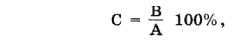 C = B/A 100%,